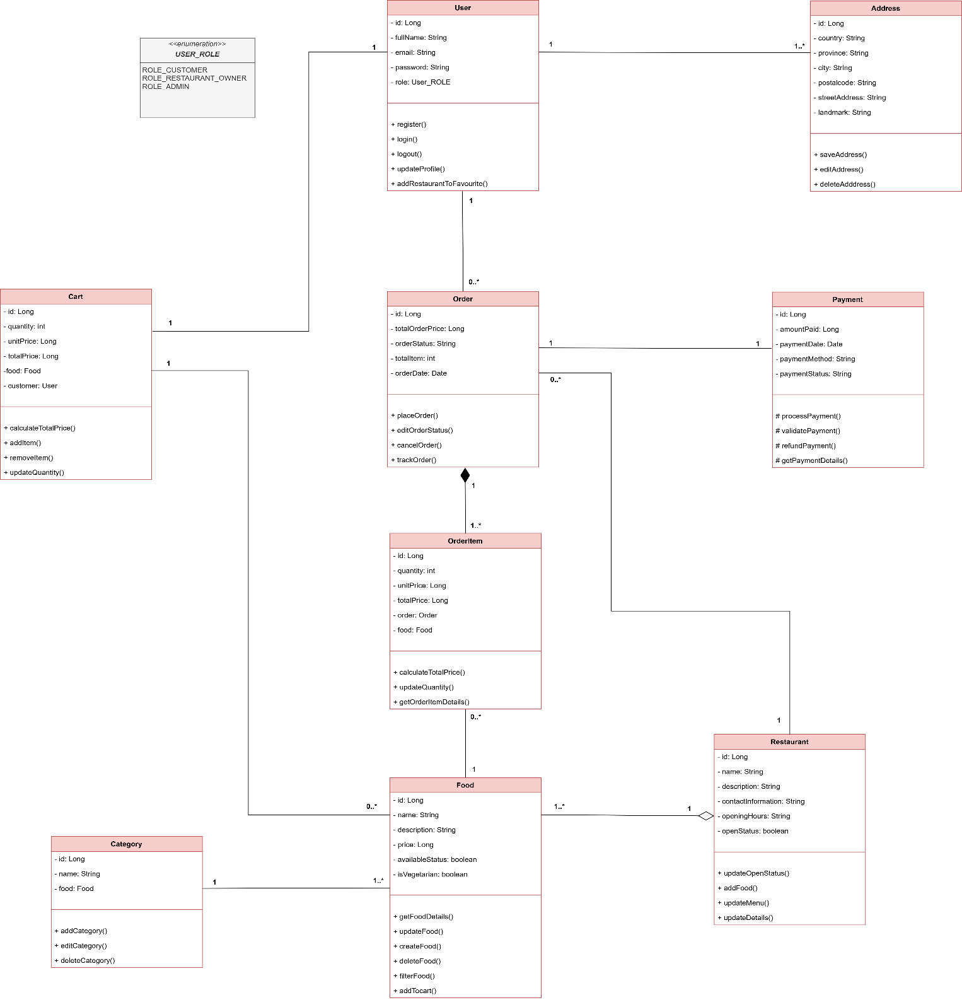 User
- id: Long
- fullName: String
- email: String
- password: String
- role: User_ROLE
+ register()
+ login()
+ logout()
+ updateProfile()
+ addRestaurantToFavourite()
Address
- id: Long
- country: String
- province: String
- city: String
- postalcode: String
- streetAddress: String
- landmark: String
+ saveAddress()
+ editAddress()
+ deleteAdddress()
<<enumeration>>
USER_ROLE
ROLE_CUSTOMER
ROLE_RESTAURANT_OWNER
ROLE_ADMIN
1
1
1..*
1
0..*
Cart
- id: Long
- quantity: int
- unitPrice: Long
- totalPrice: Long
-food: Food
- customer: User
+ calculateTotalPrice()
+ addItem()
+ removeItem()
+ updateQuantity()
1
1
Order
- id: Long
- totalOrderPrice: Long
- orderStatus: String
- totalItem: int
- orderDate: Date
+ placeOrder()
+ editOrderStatus()
+ cancelOrder()
+ trackOrder()
1
1
0..*
Payment
- id: Long
- amountPaid: Long
- paymentDate: Date
- paymentMethod: String
- paymentStatus: String
# processPayment()
# validatePayment()
# refundPayment()
# getPaymentDetails()
1
1..*
OrderItem
- id: Long
- quantity: int
- unitPrice: Long
- totalPrice: Long
- order: Order
- food: Food
+ calculateTotalPrice()
+ updateQuantity()
+ getOrderItemDetails()
0..*
1
1
Restaurant
- id: Long
- name: String
- description: String
- contactInformation: String
- openingHours: String
- openStatus: boolean
+ updateOpenStatus()
+ addFood()
+ updateMenu()
+ updateDetails()
Food
- id: Long
- name: String
- description: String
- price: Long
- availableStatus: boolean
- isVegetarian: boolean
+ getFoodDetails()
+ updateFood()
+ createFood()
+ deleteFood()
+ filterFood()
+ addTocart()
0..*
1..*
1
Category
- id: Long
- name: String
- food: Food
+ addCategory()
+ editCategory()
+ deleteCategory()
1
1..*